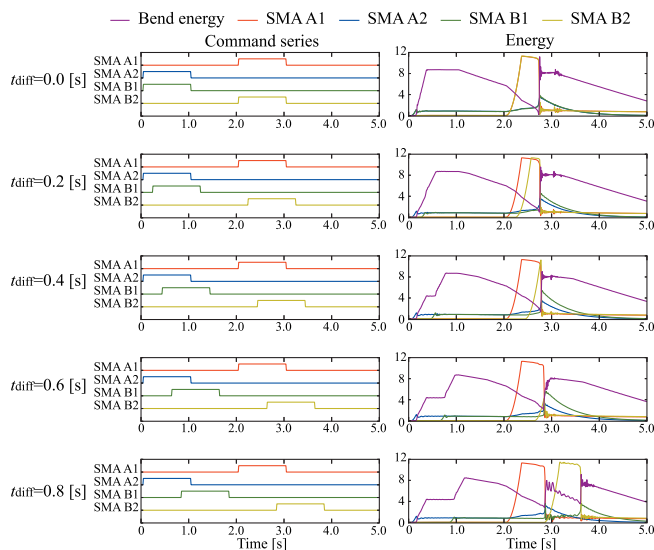 Bend energy SMA A1 SMA A2 SMA B1 SMA B2
Command series Energy
tdiff=0.0 [s]
SMA A1
SMA A2
SMA B1
SMA B2
0 1.0 2.0 3.0 4.0 5.0
12
8
4
0
0 1.0 2.0 3.0 4.0 5.0
tdiff=0.2 [s]
SMA A1
SMA A2
SMA B1
SMA B2
0 1.0 2.0 3.0 4.0 5.0
12
8
4
0
0 1.0 2.0 3.0 4.0 5.0
tdiff=0.4 [s]
SMA A1
SMA A2
SMA B1
SMA B2
0 1.0 2.0 3.0 4.0 5.0
12
8
4
0
0 1.0 2.0 3.0 4.0 5.0
tdiff=0.6 [s]
SMA A1
SMA A2
SMA B1
SMA B2
0 1.0 2.0 3.0 4.0 5.0
12
8
4
0
0 1.0 2.0 3.0 4.0 5.0
tdiff=0.8 [s]
SMA A1
SMA A2
SMA B1
SMA B2
0 1.0 2.0 3.0 4.0 5.0
12
8
4
0
0 1.0 2.0 3.0 4.0 5.0
Time [s] Time [s]